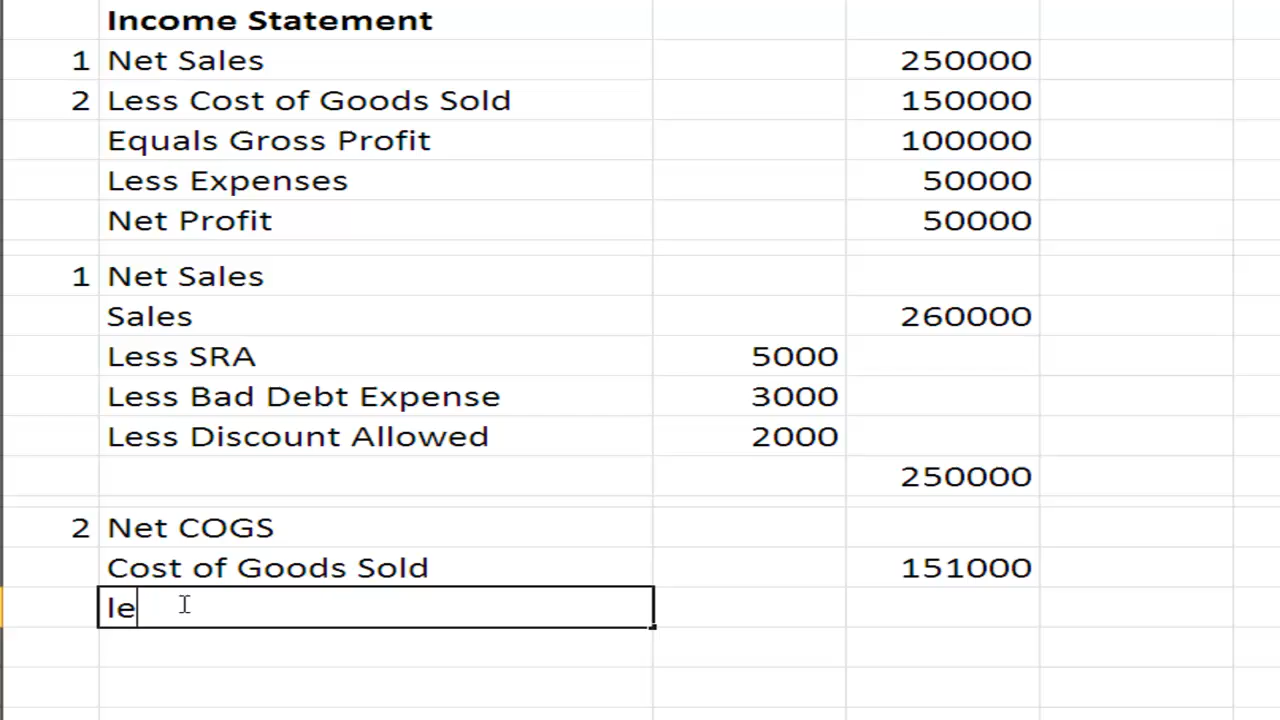 Income Statement
1 Net Sales 250000
2 Less Cost of Goods Sold 150000
Equals Gross Profit 100000
Less Expenses 50000
Net Profit 50000
1 Net Sales
Sales 260000
Less SRA 5000
Less Bad Debt Expense 3000
Less Discount Allowed 2000
250000
2 Net COGS
Cost of Goods Sold 151000
le